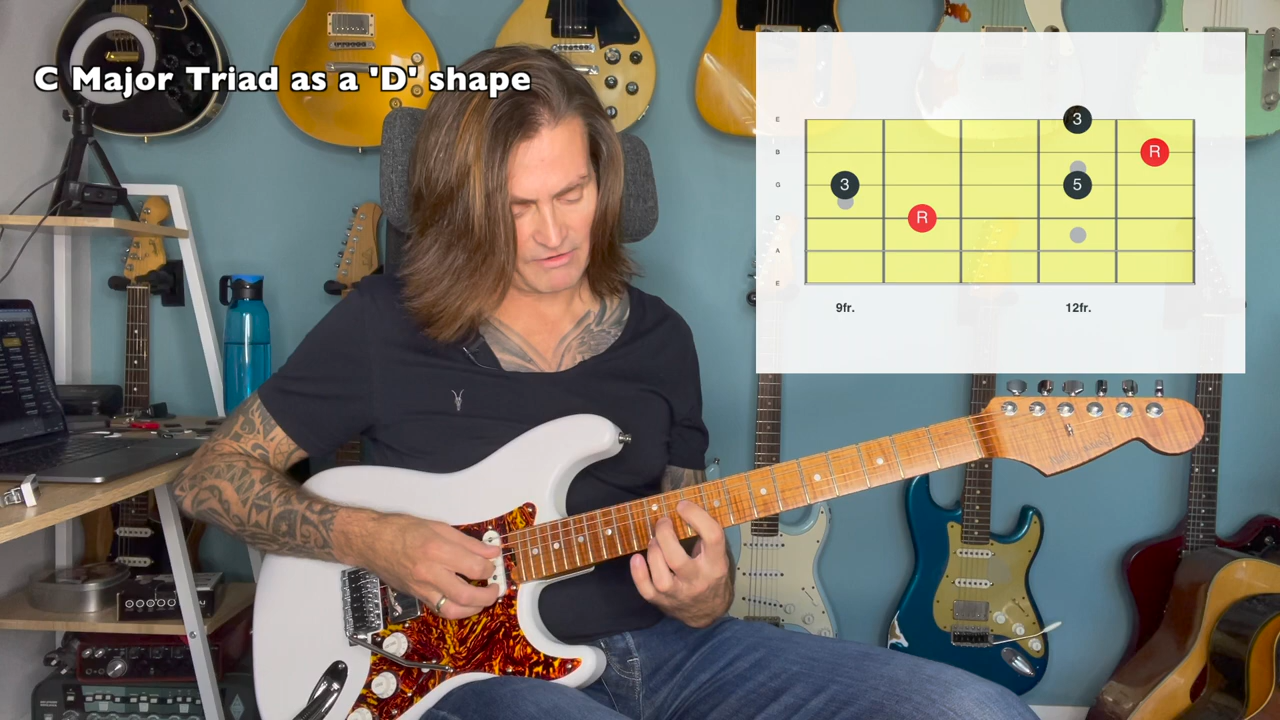 C Major Triad as a 'D' shape
E 3
B R
G 3 5
D R
A
E
9fr. 12fr.